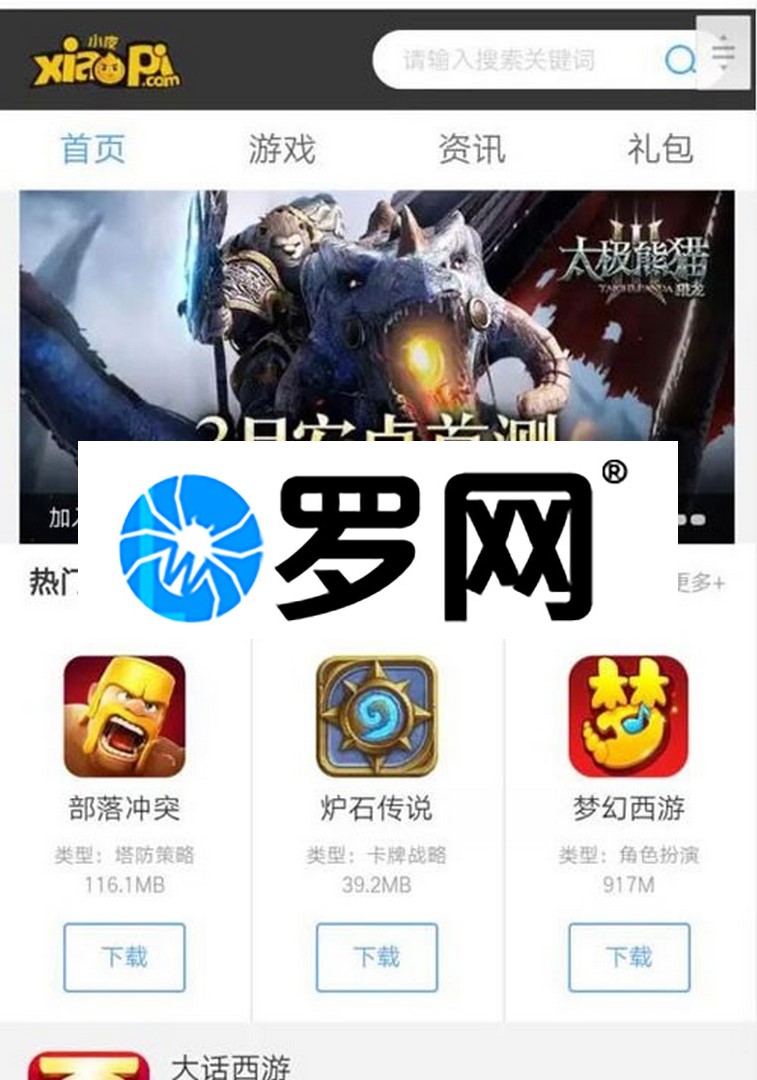 小皮
xiaopi.com
请输入搜索关键词
首页 游戏 资讯 礼包
太极熊猫
TAICHI PANDA 猎龙
3月安卓首测
加入
罗网®
热门
更多+
部落冲突 炉石传说 梦幻西游
类型：塔防策略 类型：卡牌战略 类型：角色扮演
116.1MB 39.2MB 917M
下载 下载 下载
大话西游